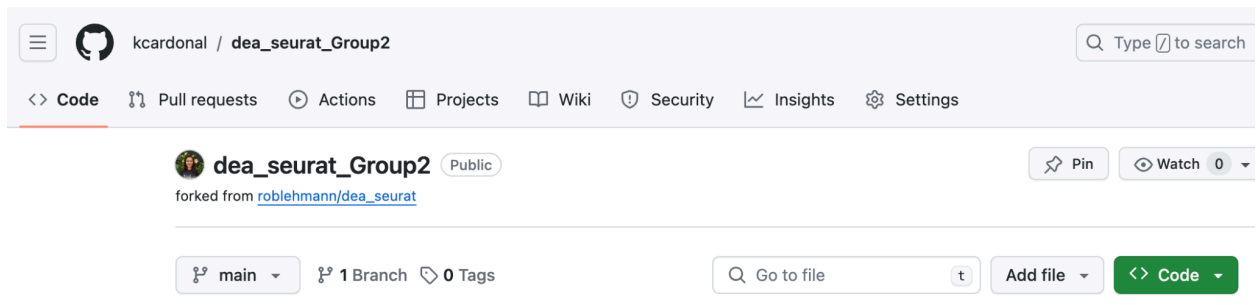 kcardonal / dea_seurat_Group2
Type / to search
Code Pull requests Actions Projects Wiki Security Insights Settings
dea_seurat_Group2 Public
Pin Watch 0
forked from roblehmann/dea_seurat
main 1 Branch 0 Tags Go to file t Add file Code